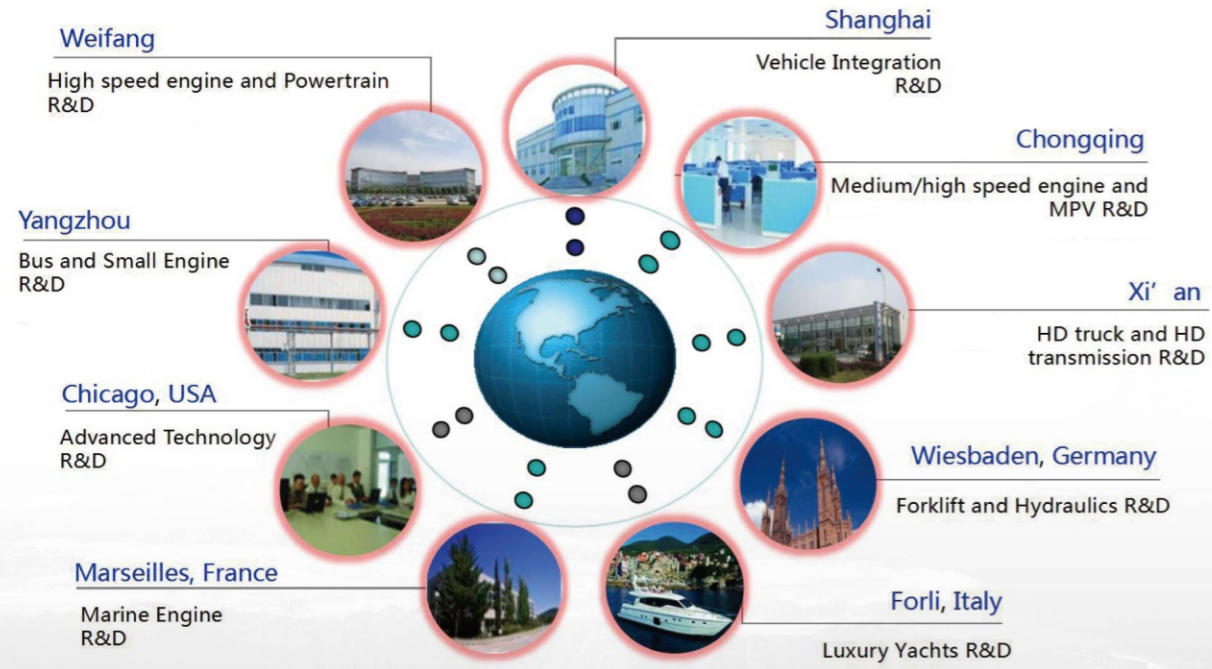 Weifang
High speed engine and Powertrain
R&D
Shanghai
Vehicle Integration
R&D
Chongqing
Medium/high speed engine and
MPV R&D
Yangzhou
Bus and Small Engine
R&D
Xi' an
HD truck and HD
transmission R&D
Chicago, USA
Advanced Technology
R&D
Wiesbaden, Germany
Forklift and Hydraulics R&D
Marseilles, France
Marine Engine
R&D
Forli, Italy
Luxury Yachts R&D